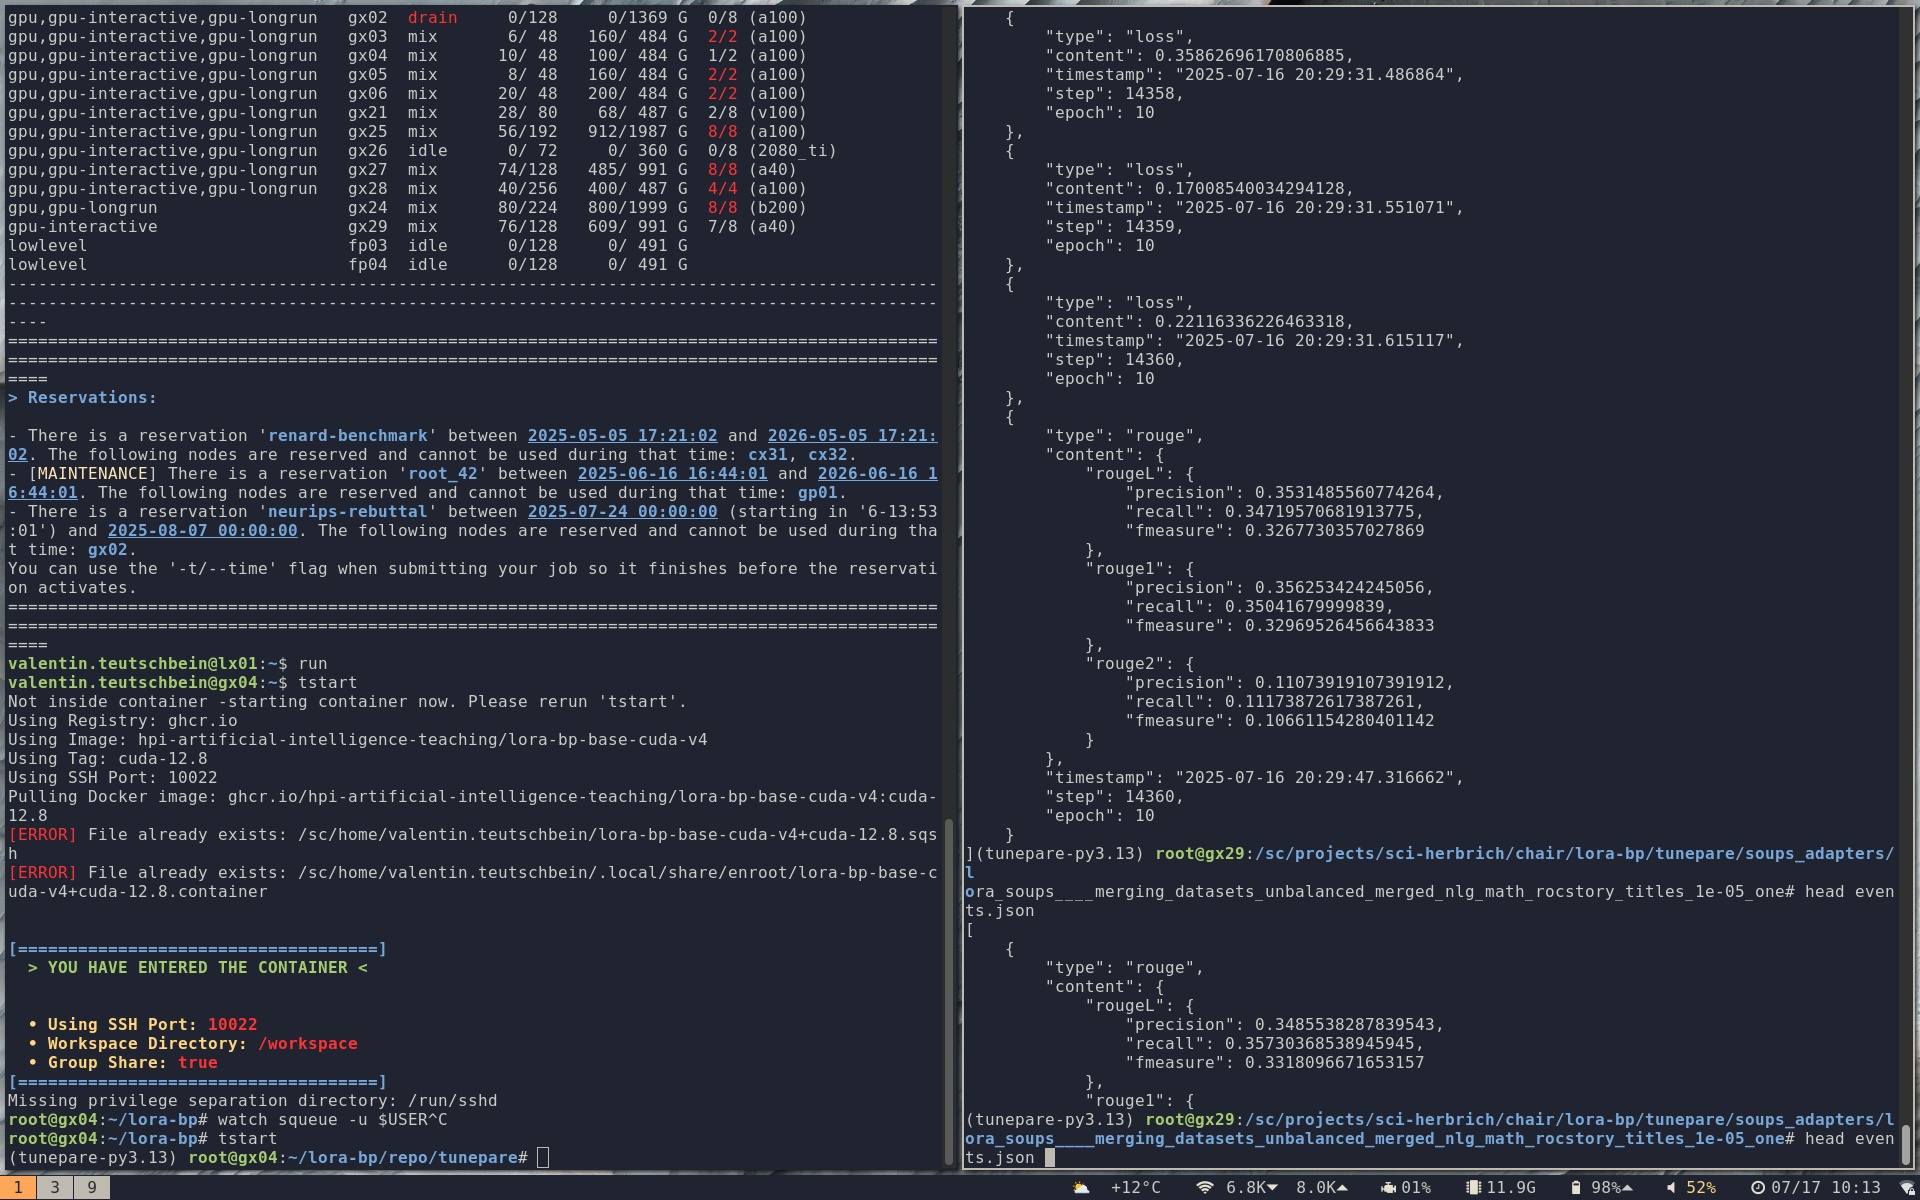 gpu,gpu-interactive,gpu-longrun   gx02  drain     0/128     0/1369 G  0/8 (a100)
gpu,gpu-interactive,gpu-longrun   gx03  mix       6/ 48   160/ 484 G  2/2 (a100)
gpu,gpu-interactive,gpu-longrun   gx04  mix      10/ 48   100/ 484 G  1/2 (a100)
gpu,gpu-interactive,gpu-longrun   gx05  mix       8/ 48   160/ 484 G  2/2 (a100)
gpu,gpu-interactive,gpu-longrun   gx06  mix      20/ 48   200/ 484 G  2/2 (a100)
gpu,gpu-interactive,gpu-longrun   gx21  mix      28/ 80    68/ 487 G  2/8 (v100)
gpu,gpu-interactive,gpu-longrun   gx25  mix      56/192   912/1987 G  8/8 (a100)
gpu,gpu-interactive,gpu-longrun   gx26  idle      0/ 72     0/ 360 G  0/8 (2080_ti)
gpu,gpu-interactive,gpu-longrun   gx27  mix      74/128   485/ 991 G  8/8 (a40)
gpu,gpu-interactive,gpu-longrun   gx28  mix      40/256   400/ 487 G  4/4 (a100)
gpu,gpu-longrun                   gx24  mix      80/224   800/1999 G  8/8 (b200)
gpu-interactive                   gx29  mix      76/128   609/ 991 G  7/8 (a40)
lowlevel                          fp03  idle      0/128     0/ 491 G
lowlevel                          fp04  idle      0/128     0/ 491 G
---------------------------------------------------------------------------------------------
---------------------------------------------------------------------------------------------
----
=============================================================================================
=============================================================================================
====
> Reservations:
- There is a reservation 'renard-benchmark' between 2025-05-05 17:21:02 and 2026-05-05 17:21:
02. The following nodes are reserved and cannot be used during that time: cx31, cx32.
- [MAINTENANCE] There is a reservation 'root_42' between 2025-06-16 16:44:01 and 2026-06-16 1
6:44:01. The following nodes are reserved and cannot be used during that time: gp01.
- There is a reservation 'neurips-rebuttal' between 2025-07-24 00:00:00 (starting in '6-13:53
:01') and 2025-08-07 00:00:00. The following nodes are reserved and cannot be used during tha
t time: gx02.
You can use the '-t/--time' flag when submitting your job so it finishes before the reservati
on activates.
=============================================================================================
=============================================================================================
====
valentin.teutschbein@lx01:~$ run
valentin.teutschbein@gx04:~$ tstart
Not inside container -starting container now. Please rerun 'tstart'.
Using Registry: ghcr.io
Using Image: hpi-artificial-intelligence-teaching/lora-bp-base-cuda-v4
Using Tag: cuda-12.8
Using SSH Port: 10022
Pulling Docker image: ghcr.io/hpi-artificial-intelligence-teaching/lora-bp-base-cuda-v4:cuda-
12.8
[ERROR] File already exists: /sc/home/valentin.teutschbein/lora-bp-base-cuda-v4+cuda-12.8.sqs
h
[ERROR] File already exists: /sc/home/valentin.teutschbein/.local/share/enroot/lora-bp-base-c
uda-v4+cuda-12.8.container
[====================================]
> YOU HAVE ENTERED THE CONTAINER <
• Using SSH Port: 10022
• Workspace Directory: /workspace
• Group Share: true
[====================================]
Missing privilege separation directory: /run/sshd
root@gx04:~/lora-bp# watch squeue -u $USER^C
root@gx04:~/lora-bp# tstart
(tunepare-py3.13) root@gx04:~/lora-bp/repo/tunepare#
{
"type": "loss",
"content": 0.35862696170806885,
"timestamp": "2025-07-16 20:29:31.486864",
"step": 14358,
"epoch": 10
},
{
"type": "loss",
"content": 0.17008540034294128,
"timestamp": "2025-07-16 20:29:31.551071",
"step": 14359,
"epoch": 10
},
{
"type": "loss",
"content": 0.22116336226463318,
"timestamp": "2025-07-16 20:29:31.615117",
"step": 14360,
"epoch": 10
},
{
"type": "rouge",
"content": {
"rougeL": {
"precision": 0.3531485560774264,
"recall": 0.34719570681913775,
"fmeasure": 0.3267730357027869
},
"rouge1": {
"precision": 0.356253424245056,
"recall": 0.35041679999839,
"fmeasure": 0.32969526456643833
},
"rouge2": {
"precision": 0.11073919107391912,
"recall": 0.11173872617387261,
"fmeasure": 0.10661154280401142
}
},
"timestamp": "2025-07-16 20:29:47.316662",
"step": 14360,
"epoch": 10
}
](tunepare-py3.13) root@gx29:/sc/projects/sci-herbrich/chair/lora-bp/tunepare/soups_adapters/
l
ora_soups____merging_datasets_unbalanced_merged_nlg_math_rocstory_titles_1e-05_one# head even
ts.json
[
{
"type": "rouge",
"content": {
"rougeL": {
"precision": 0.3485538287839543,
"recall": 0.35730368538945945,
"fmeasure": 0.3318096671653157
},
"rouge1": {
(tunepare-py3.13) root@gx29:/sc/projects/sci-herbrich/chair/lora-bp/tunepare/soups_adapters/l
ora_soups____merging_datasets_unbalanced_merged_nlg_math_rocstory_titles_1e-05_one# head even
ts.json
1 3 9 +12°C 6.8K 8.0K 01% 11.9G 98% 52% 07/17 10:13